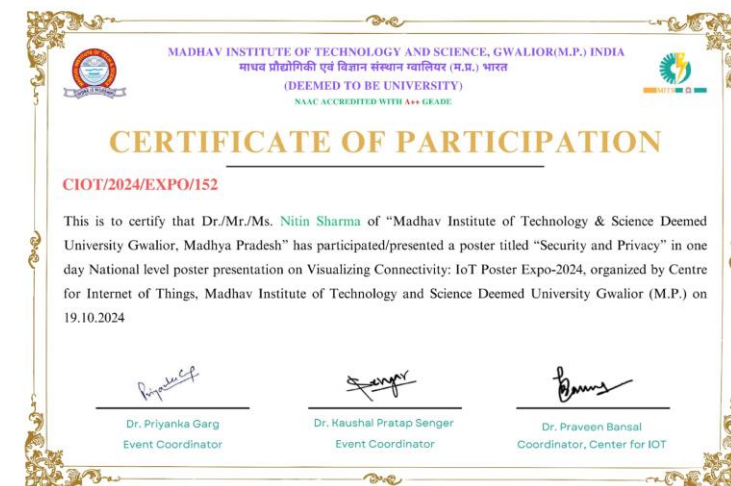 MADHAV INSTITUTE OF TECHNOLOGY AND SCIENCE, GWALIOR(M.P.) INDIA
माधव प्रौद्योगिकी एवं विज्ञान संस्थान ग्वालियर (म.प्र.) भारत
(DEEMED TO BE UNIVERSITY)
NAAC ACCREDITED WITH A++ GEADE
MITS
CERTIFICATE OF PARTICIPATION
CIOT/2024/EXPO/152
This is to certify that Dr./Mr./Ms. Nitin Sharma of “Madhav Institute of Technology & Science Deemed
University Gwalior, Madhya Pradesh” has participated/presented a poster titled “Security and Privacy” in one
day National level poster presentation on Visualizing Connectivity: IoT Poster Expo-2024, organized by Centre
for Internet of Things, Madhav Institute of Technology and Science Deemed University Gwalior (M.P.) on
19.10.2024
Dr. Priyanka Garg
Event Coordinator
Dr. Kaushal Pratap Senger
Event Coordinator
Dr. Praveen Bansal
Coordinator, Center for IOT